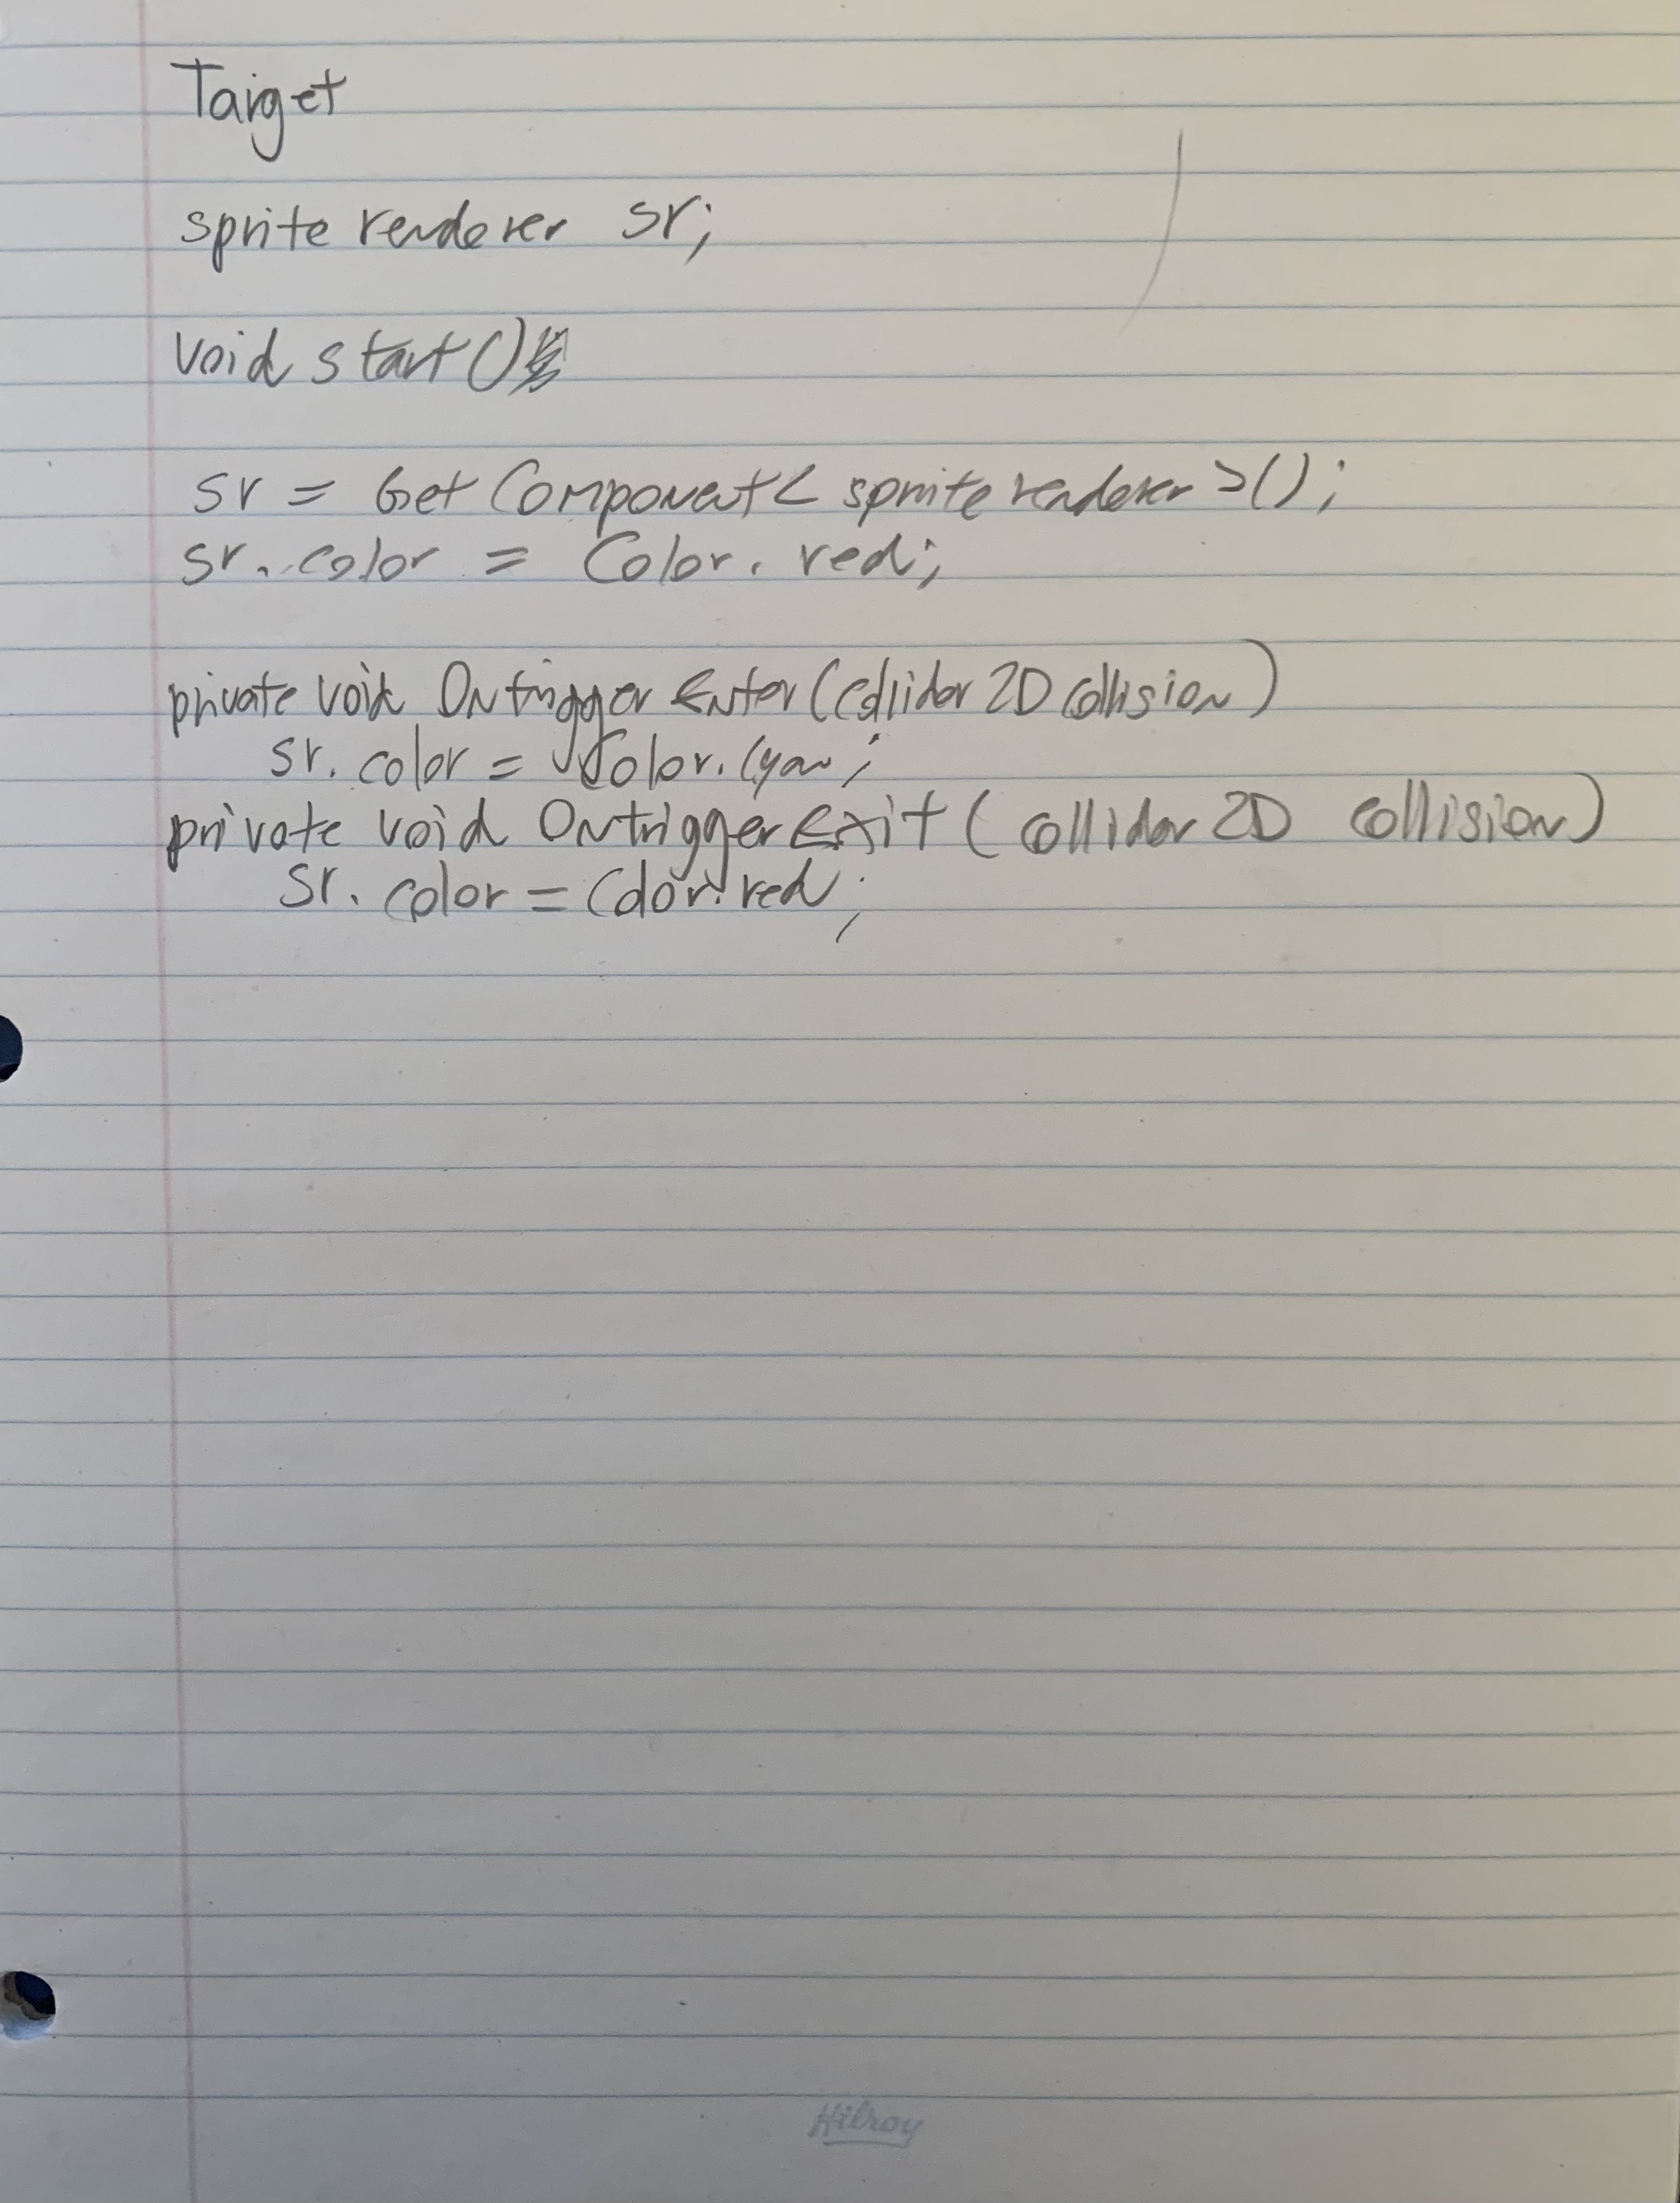 Target
sprite renderer sr;
void start()
sr = Get Component< sprite renderer >();
sr. color = Color. red;
private void Ontrigger Enter (Collider 2D Collision)
sr. color = Color. Cyan;
private void OntriggerExit ( Collider 2D Collision)
sr. color = Color. red;
Hilroy